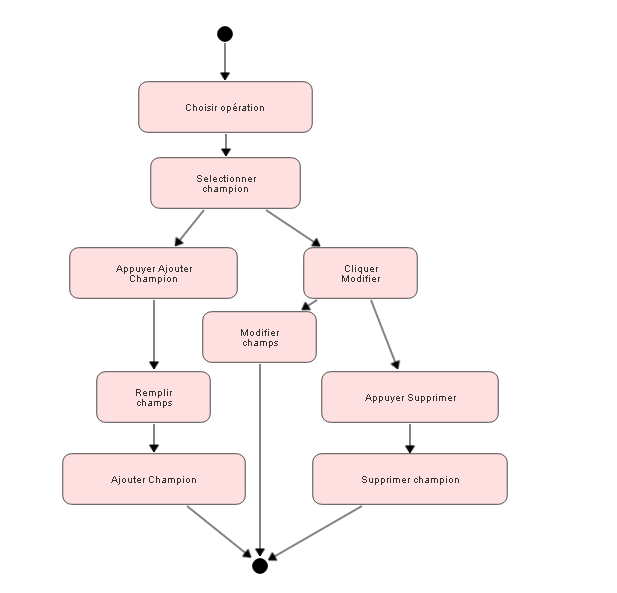 Choisir opération
Selectionner
champion
Appuyer Ajouter
Champion
Cliquer
Modifier
Modifier
champs
Remplir
champs
Appuyer Supprimer
Ajouter Champion
Supprimer champion